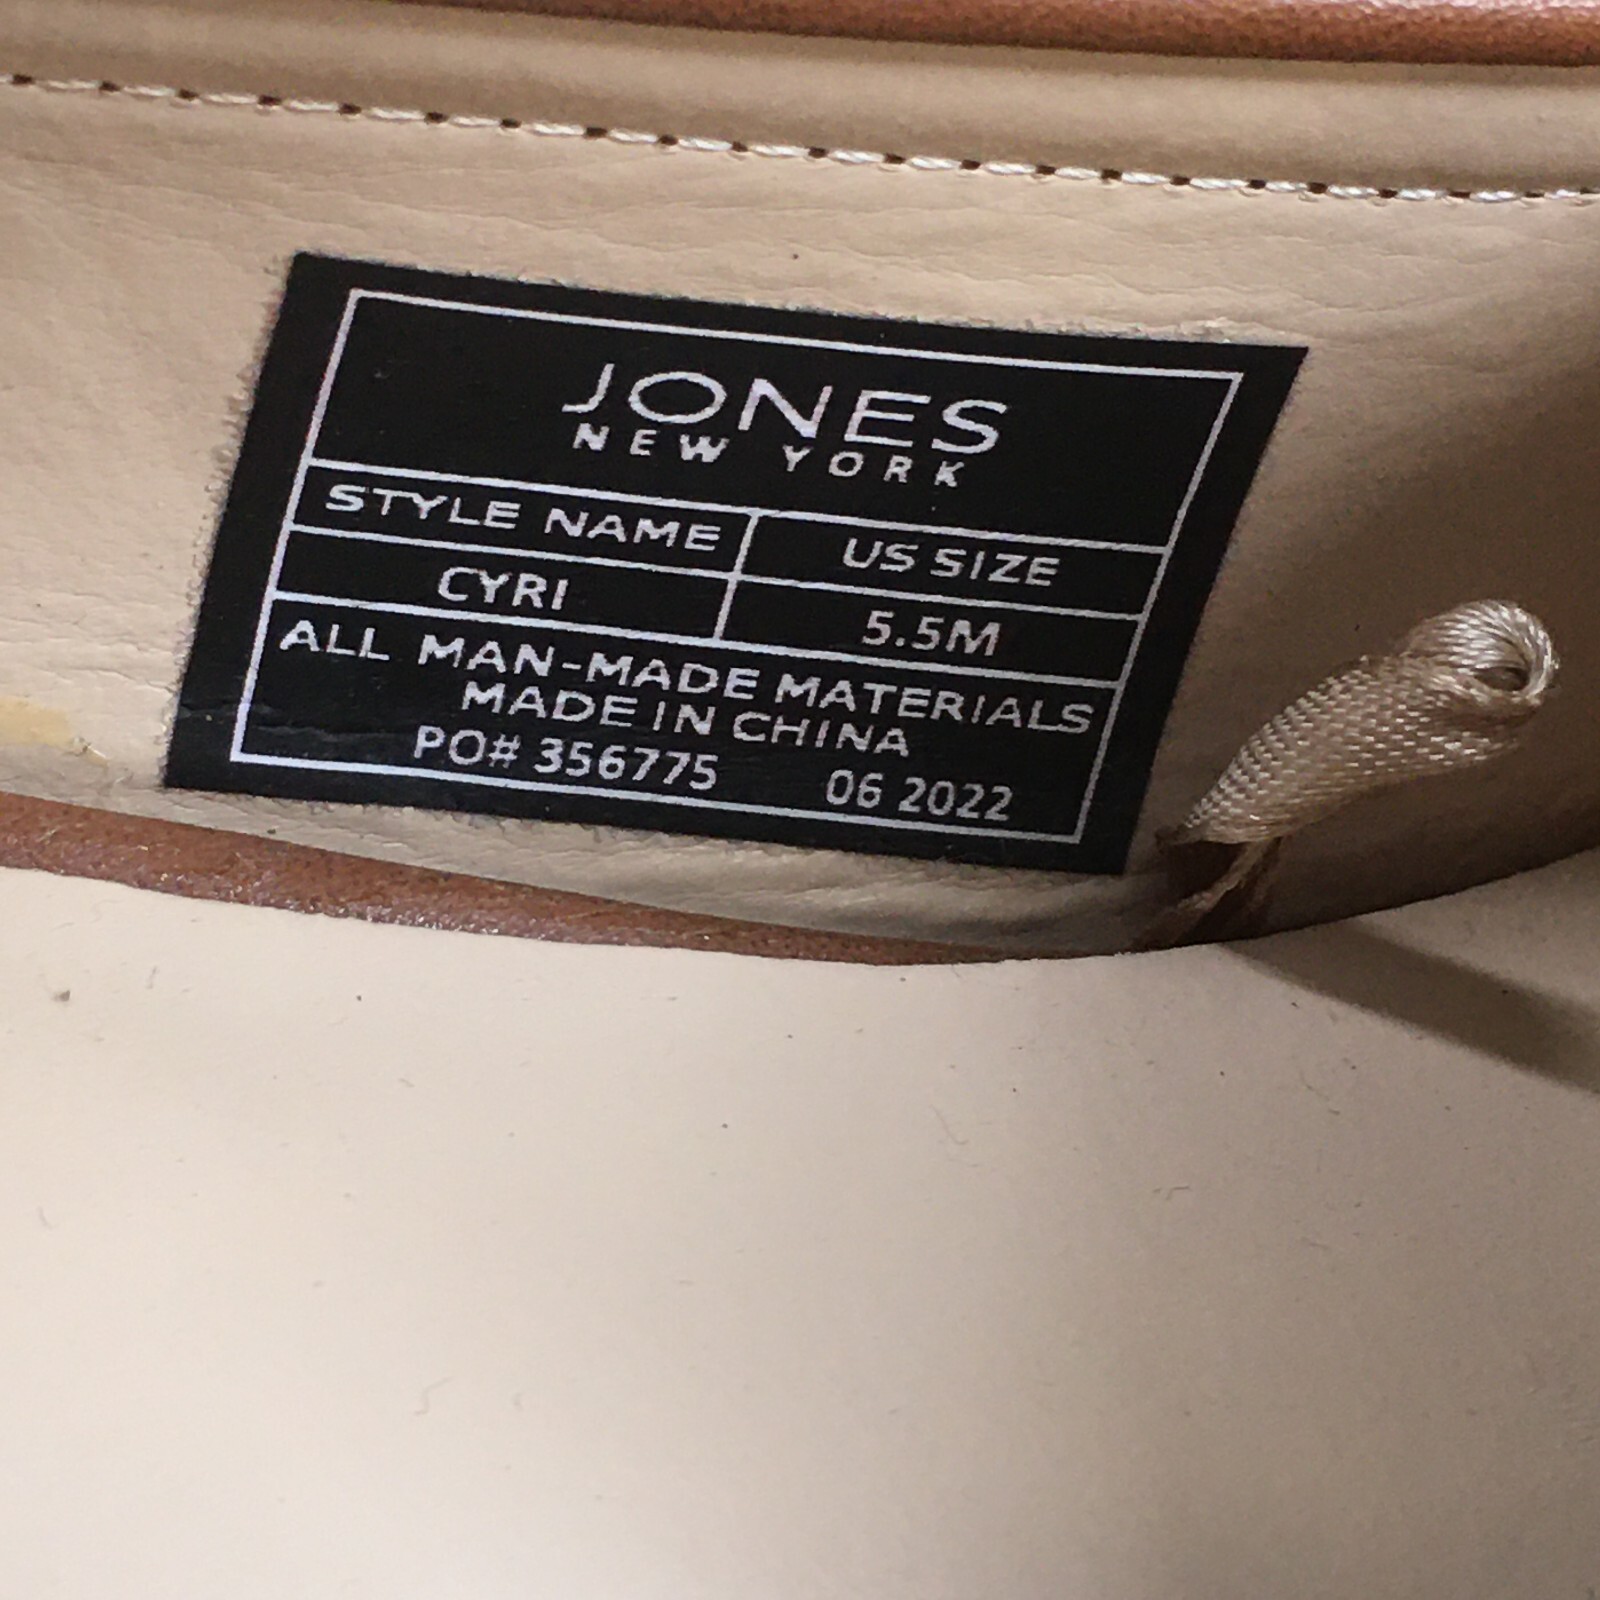 JONES
NEW YORK
STYLE NAME US SIZE
CYRI 5.5M
ALL MAN-MADE MATERIALS
MADE IN CHINA
PO# 356775 06 2022